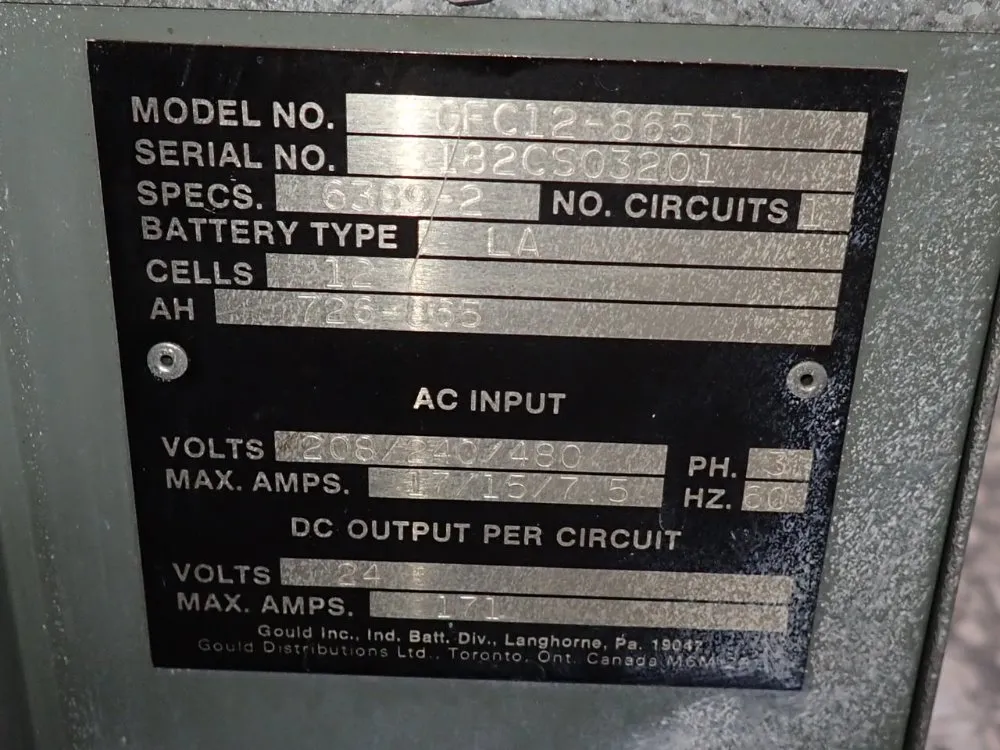 MODEL NO. GFC12-865T1
SERIAL NO. 182CS03201
SPECS. 6389-2 NO. CIRCUITS 1
BATTERY TYPE LA
CELLS 12
AH 726-865
AC INPUT
VOLTS 208/240/480 PH. 3
MAX. AMPS. 17/15/7.5 HZ. 60
DC OUTPUT PER CIRCUIT
VOLTS 24
MAX. AMPS. 171
Gould Inc., Ind. Batt. Div., Langhorne, Pa. 19047
Gould Distributions Ltd., Toronto, Ont. Canada